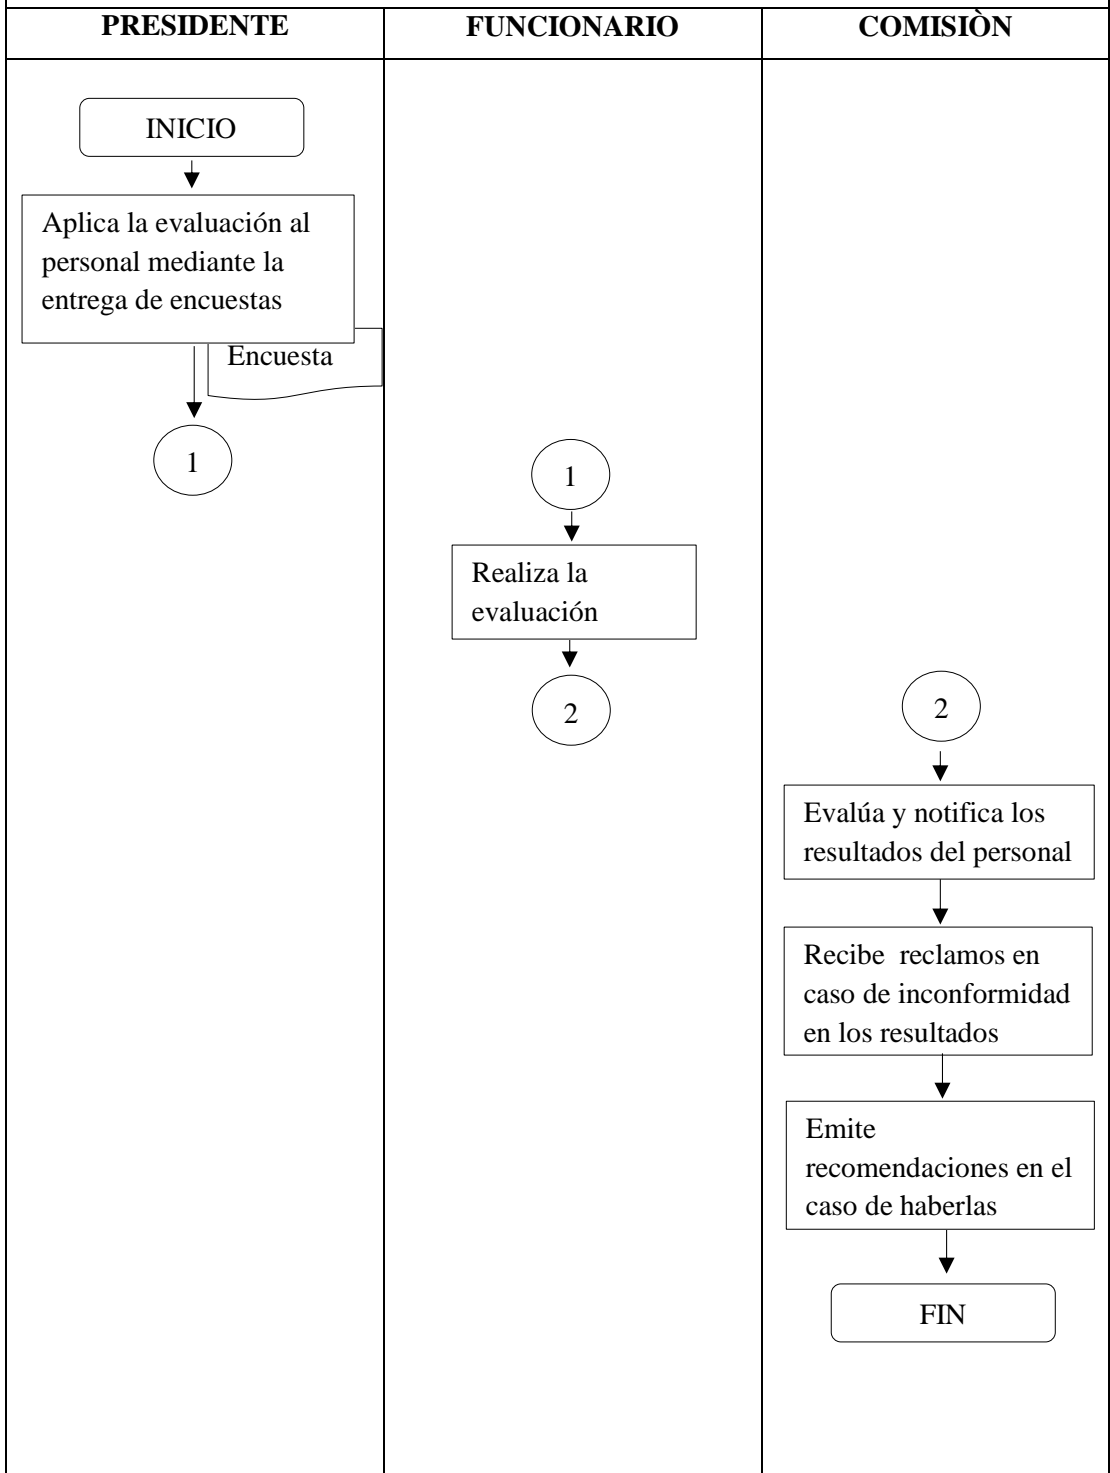 PRESIDENTE
FUNCIONARIO
COMISIÒN
INICIO
Aplica la evaluación al
personal mediante la
entrega de encuestas
Encuesta
1
1
Realiza la
evaluación
2
2
Evalúa y notifica los
resultados del personal
Recibe  reclamos en
caso de inconformidad
en los resultados
Emite
recomendaciones en el
caso de haberlas
FIN